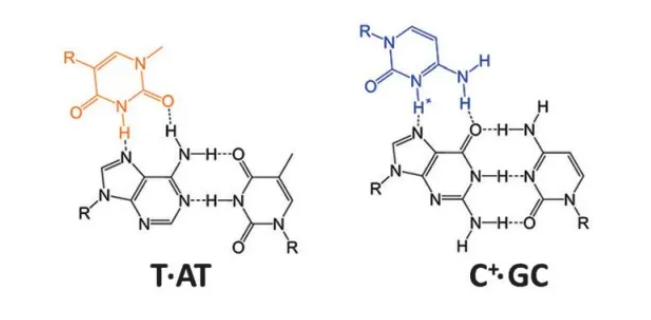 R N
O N O
H H
N N H O
R N N N H N
N O N
R
T·AT
R N H
O N N
H* H H
N O H N
R N N H N
N N
N H O R
H
C⁺·GC